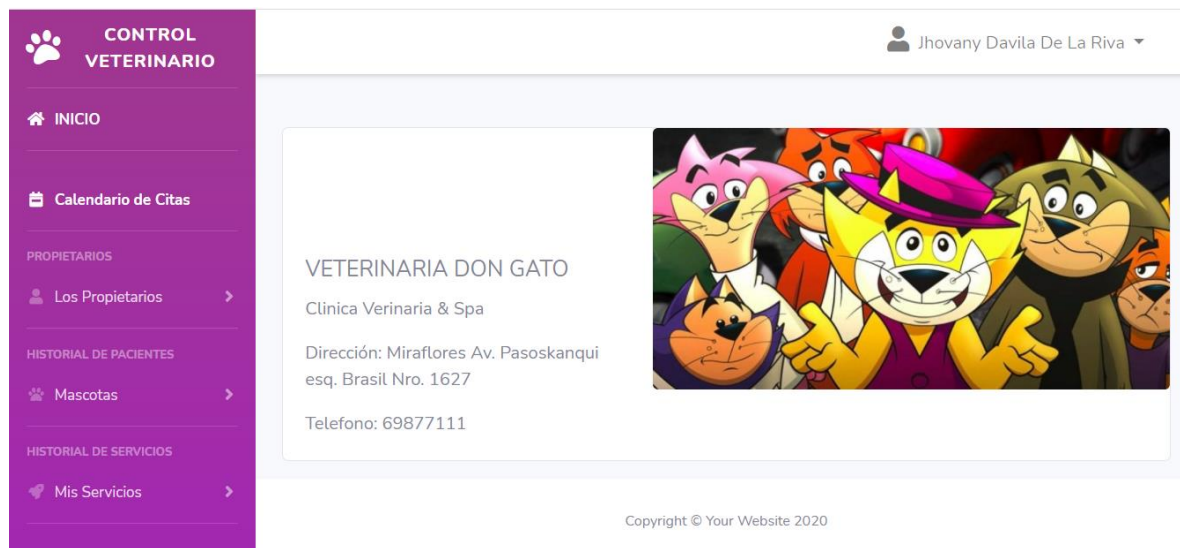 CONTROL
VETERINARIO
Jhovany Davila De La Riva
INICIO
Calendario de Citas
PROPIETARIOS
Los Propietarios
HISTORIAL DE PACIENTES
Mascotas
HISTORIAL DE SERVICIOS
Mis Servicios
VETERINARIA DON GATO
Clinica Verinaria & Spa
Dirección: Miraflores Av. Pasoskanqui
esq. Brasil Nro. 1627
Telefono: 69877111
Copyright © Your Website 2020